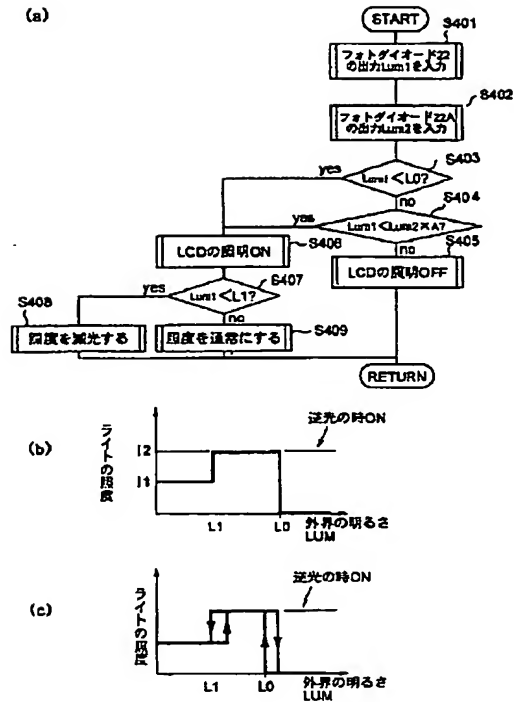 (a)
START
S401
フォトダイオード22
の出力Lum1を入力
S402
フォトダイオード22A
の出力Lum2を入力
S403
yes
Lum1<L0?
no
S404
yes
Lum1<Lum2×A?
no
S405
LCDの照明ON
S406
LCDの照明OFF
S407
yes
Lum1<L1?
no
S408
照度を減光する
S409
照度を通常にする
RETURN
(b)
ライトの照度
I2
I1
逆光の時ON
L1
L0
外界の明るさ
LUM
(c)
ライトの照度
逆光の時ON
L1
L0
外界の明るさ
LUM